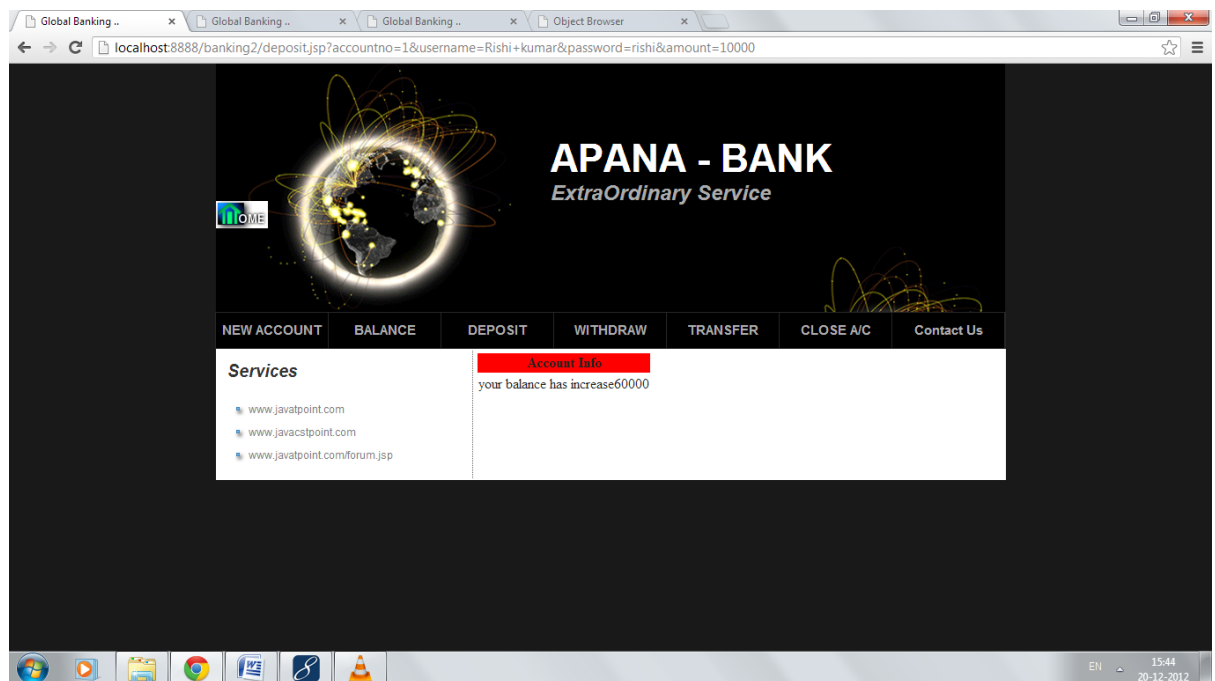 Global Banking ..
Global Banking ..
Global Banking ..
Object Browser
localhost:8888/banking2/deposit.jsp?accountno=1&username=Rishi+kumar&password=rishi&amount=10000
APANA - BANK
ExtraOrdinary Service
HOME
NEW ACCOUNT BALANCE DEPOSIT WITHDRAW TRANSFER CLOSE A/C Contact Us
Services
www.javatpoint.com
www.javacstpoint.com
www.javatpoint.com/forum.jsp
Account Info
your balance has increase60000
EN
15:44
20-12-2012